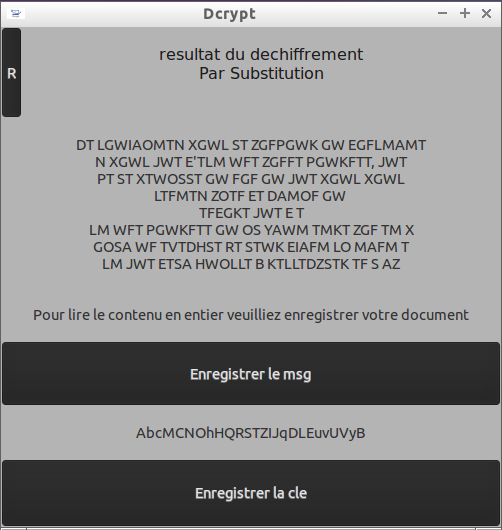 Dcrypt
R
resultat du dechiffrement
Par Substitution
DT LGWIAOMTN XGWL ST ZGFPGWK GW EGFLMAMT
N XGWL JWT E'TLM WFT ZGFFT PGWKFTT, JWT
PT ST XTWOSST GW FGF GW JWT XGWL XGWL
LTFMTN ZOTF ET DAMOF GW
TFEGKT JWT E T
LM WFT PGWKFTT GW OS YAWM TMKT ZGF TM X
GOSA WF TVTDHST RT STWK EIAFM LO MAFM T
LM JWT ETSA HWOLLT B KTLLTDZSTK TF S AZ
Pour lire le contenu en entier veuilliez enregistrer votre document
Enregistrer le msg
AbcMCNOhHQRSTZIJqDLEuvUVyB
Enregistrer la cle